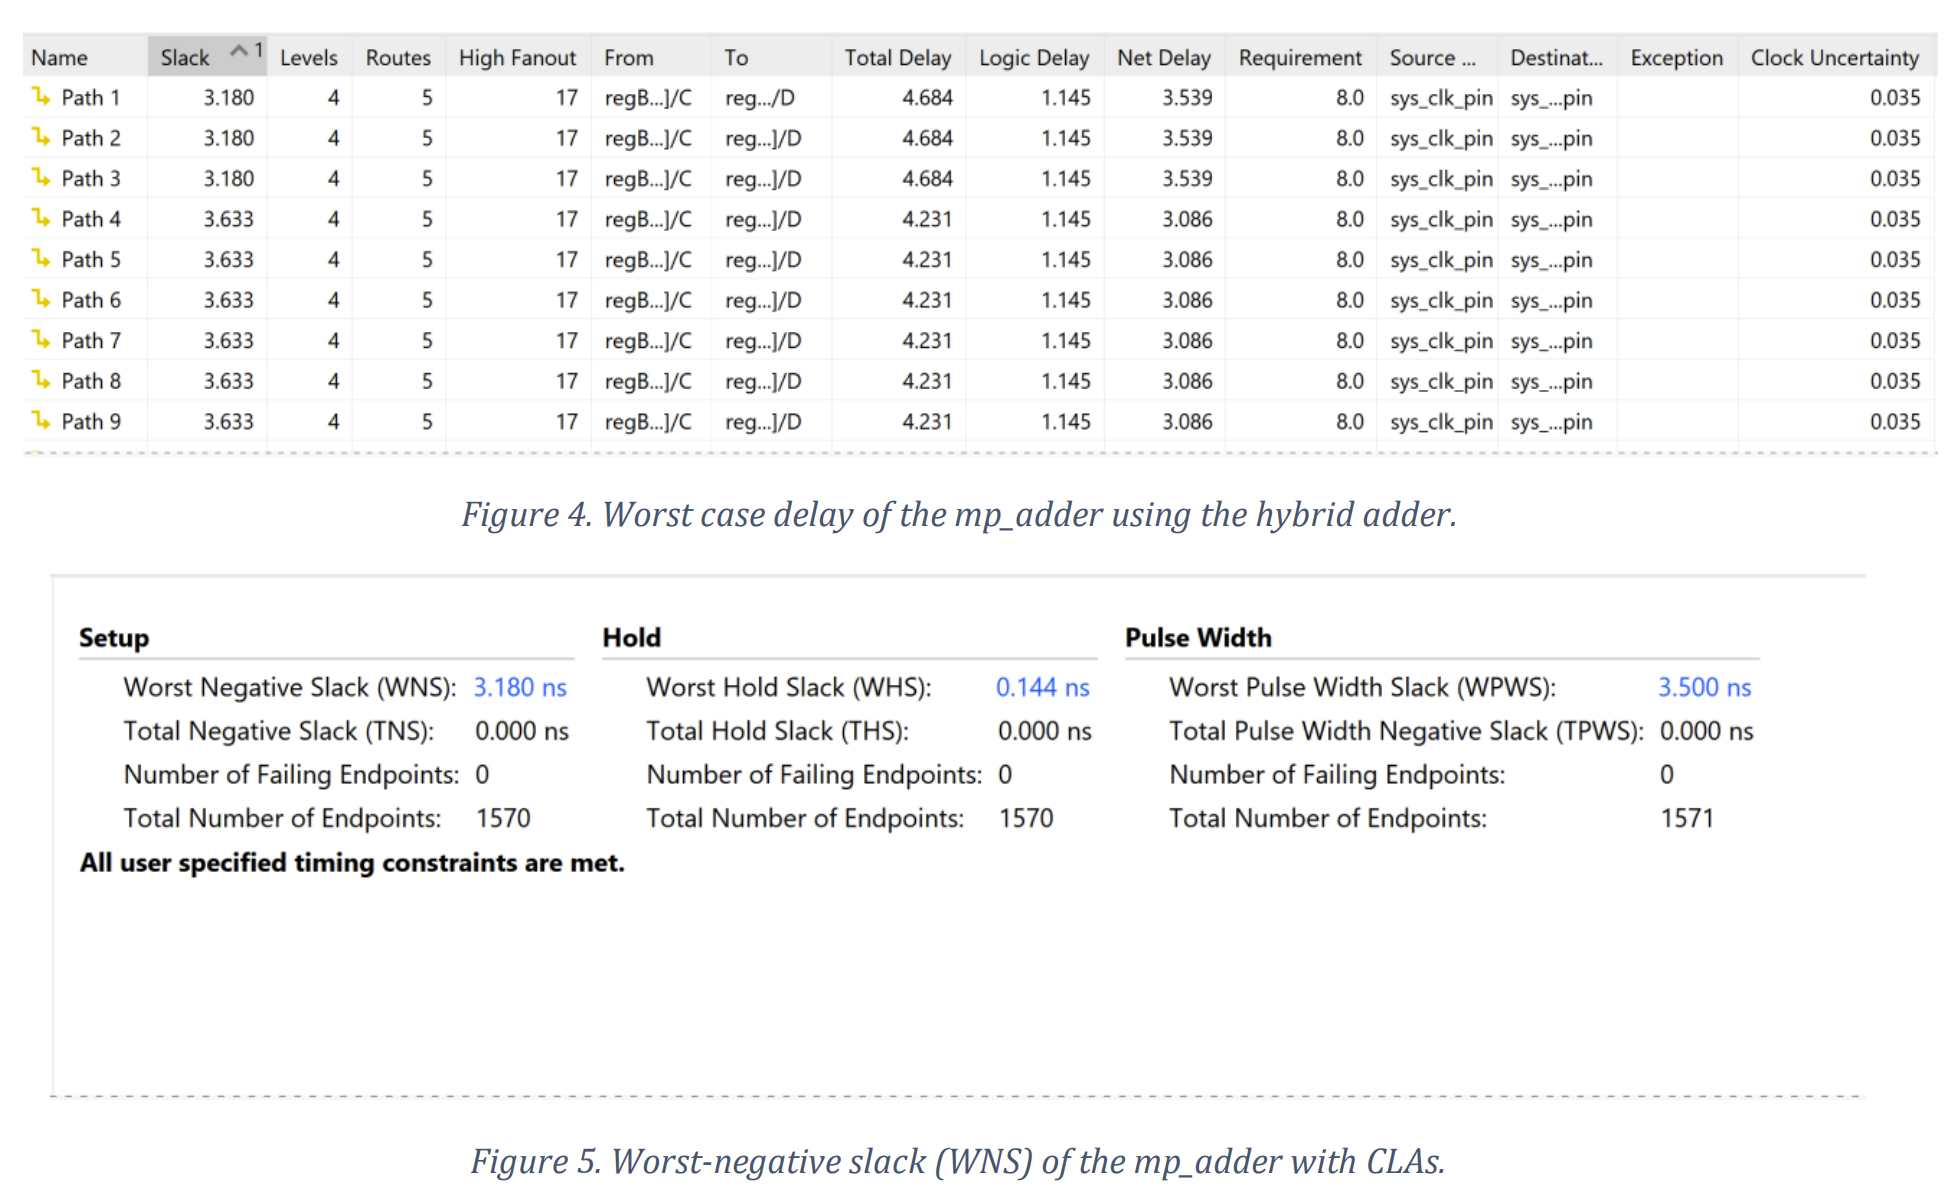 Name Slack 1 Levels Routes High Fanout From To Total Delay Logic Delay Net Delay Requirement Source ... Destinat... Exception Clock Uncertainty
Path 1 3.180 4 5 17 regB...]/C reg.../D 4.684 1.145 3.539 8.0 sys_clk_pin sys_...pin 0.035
Path 2 3.180 4 5 17 regB...]/C reg...]/D 4.684 1.145 3.539 8.0 sys_clk_pin sys_...pin 0.035
Path 3 3.180 4 5 17 regB...]/C reg...]/D 4.684 1.145 3.539 8.0 sys_clk_pin sys_...pin 0.035
Path 4 3.633 4 5 17 regB...]/C reg...]/D 4.231 1.145 3.086 8.0 sys_clk_pin sys_...pin 0.035
Path 5 3.633 4 5 17 regB...]/C reg...]/D 4.231 1.145 3.086 8.0 sys_clk_pin sys_...pin 0.035
Path 6 3.633 4 5 17 regB...]/C reg...]/D 4.231 1.145 3.086 8.0 sys_clk_pin sys_...pin 0.035
Path 7 3.633 4 5 17 regB...]/C reg...]/D 4.231 1.145 3.086 8.0 sys_clk_pin sys_...pin 0.035
Path 8 3.633 4 5 17 regB...]/C reg...]/D 4.231 1.145 3.086 8.0 sys_clk_pin sys_...pin 0.035
Path 9 3.633 4 5 17 regB...]/C reg...]/D 4.231 1.145 3.086 8.0 sys_clk_pin sys_...pin 0.035
Figure 4. Worst case delay of the mp_adder using the hybrid adder.
Setup Hold Pulse Width
Worst Negative Slack (WNS): 3.180 ns Worst Hold Slack (WHS): 0.144 ns Worst Pulse Width Slack (WPWS): 3.500 ns
Total Negative Slack (TNS): 0.000 ns Total Hold Slack (THS): 0.000 ns Total Pulse Width Negative Slack (TPWS): 0.000 ns
Number of Failing Endpoints: 0 Number of Failing Endpoints: 0 Number of Failing Endpoints: 0
Total Number of Endpoints: 1570 Total Number of Endpoints: 1570 Total Number of Endpoints: 1571
All user specified timing constraints are met.
Figure 5. Worst-negative slack (WNS) of the mp_adder with CLAs.